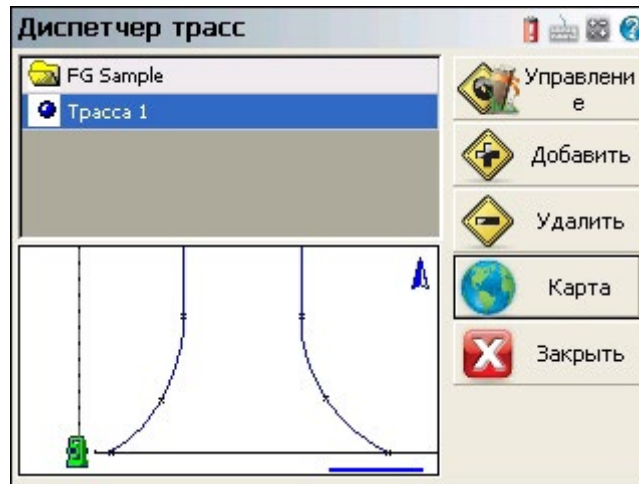 Диспетчер трасс
FG Sample
Трасса 1
Управлени
е
Добавить
Удалить
Карта
Закрыть